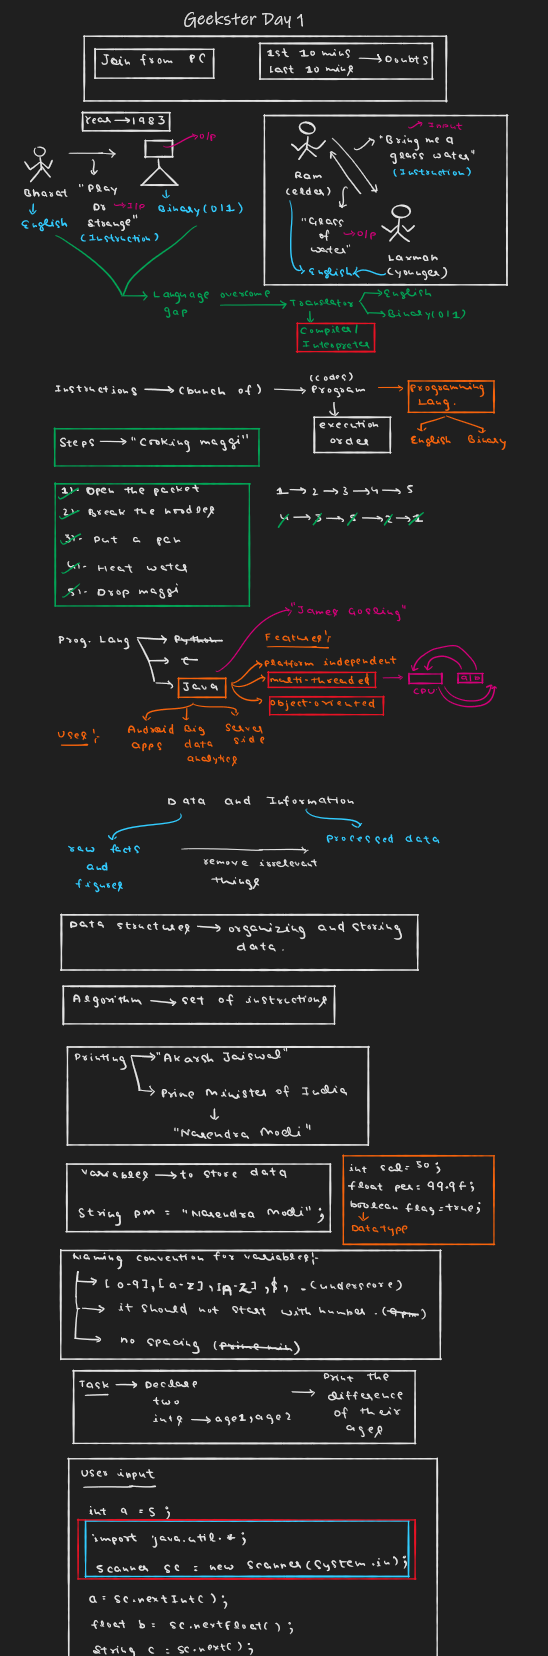 Geekster Day 1
Join from PC
1st 10 mins → Doubts
last 10 mins
Year → 1983
O/P
Bharat
English
"Play
Dr → I/P
Strange"
(Instruction)
Binary (0/1)
Input
"Bring me a
glass water"
(Instruction)
Ram
(elder)
"Glass
of → O/P
water"
Laxman
(younger)
English
Language
gap
overcome
Translator
English
Binary (0/1)
Compiler/
Interpreter
Instructions → (bunch of) → Program
(codes)
Programming
Lang.
execution
order
English Binary
Steps → "Cooking maggi"
1). Open the packet
2). Break the noodles
3). Put a pan
4). Heat water
5). Drop maggi
1 → 2 → 3 → 4 → 5
4 → 3 → 5 → 2 → 1
"James Gosling"
Prog. Lang
Python
C
Java
Features:
Platform independent
multi-threaded
Object-oriented
CPU
Uses:
Android
apps
Big
data
analytics
Server
side
Data and Information
raw facts
and
figures
remove irrelevant
things
Processed data
Data structures → organizing and storing
data.
Algorithm → set of instructions
Printing → "Akarsh Jaiswal"
Prime Minister of India
"Narendra Modi"
Variables → to store data
String pm = "Narendra Modi";
int sal = 50;
float per = 99.9f;
boolean flag = true;
Data type
Naming convention for variables:-
[0-9], [a-z], [A-Z], $, _ (underscore)
it should not start with number. (9pm)
no spacing (prime min)
Task → Declare
two
ints → age1, age2
Print the
difference
of their
ages
User input
int a = 5;
import java.util.*;
Scanner sc = new Scanner(System.in);
a = sc.nextInt();
float b = sc.nextFloat();
String c = sc.next();